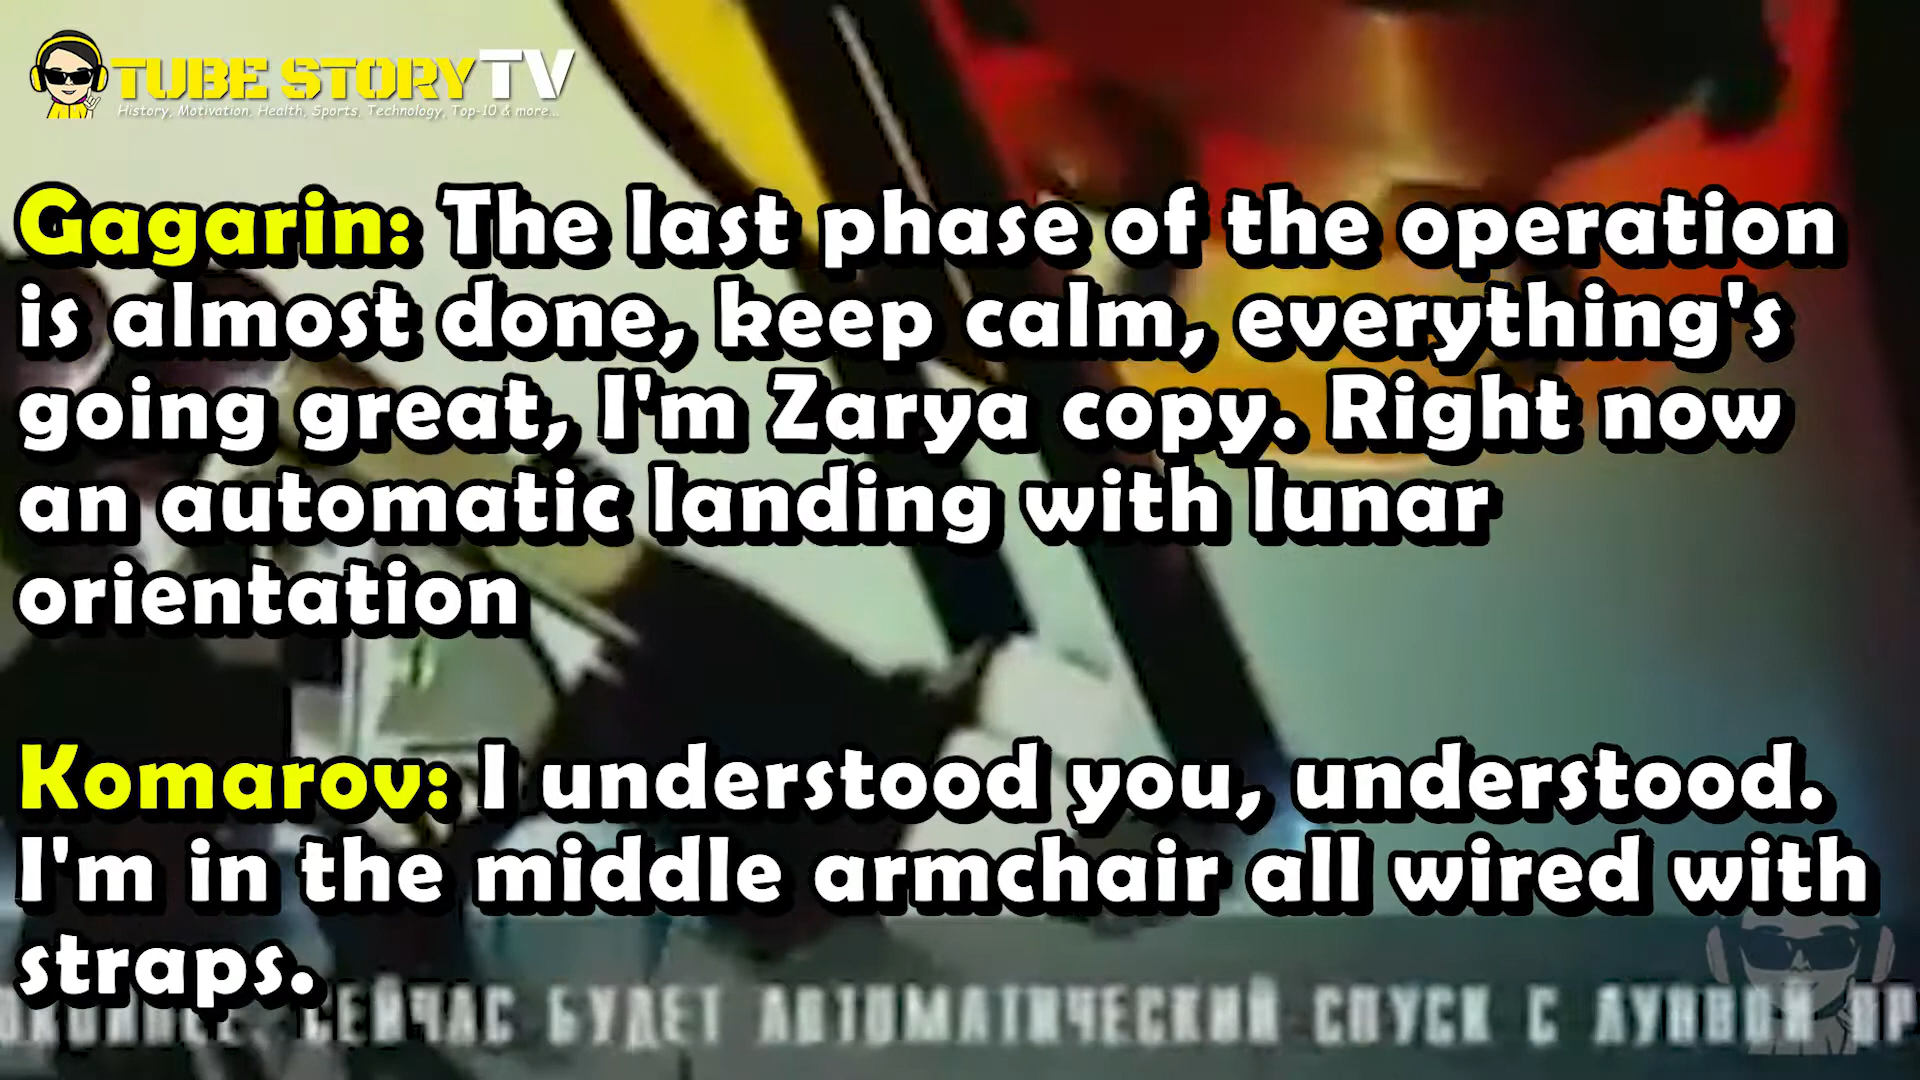 TUBE STORY TV
History, Motivation, Health, Sports, Technology, Top-10 & more...
Gagarin: The last phase of the operation
is almost done, keep calm, everything's
going great, I'm Zarya copy. Right now
an automatic landing with lunar
orientation
Komarov: I understood you, understood.
I'm in the middle armchair all wired with
straps.
СЕЙЧАС БУДЕТ АВТОМАТИЧЕСКИЙ СПУСК С ЛУННОЙ